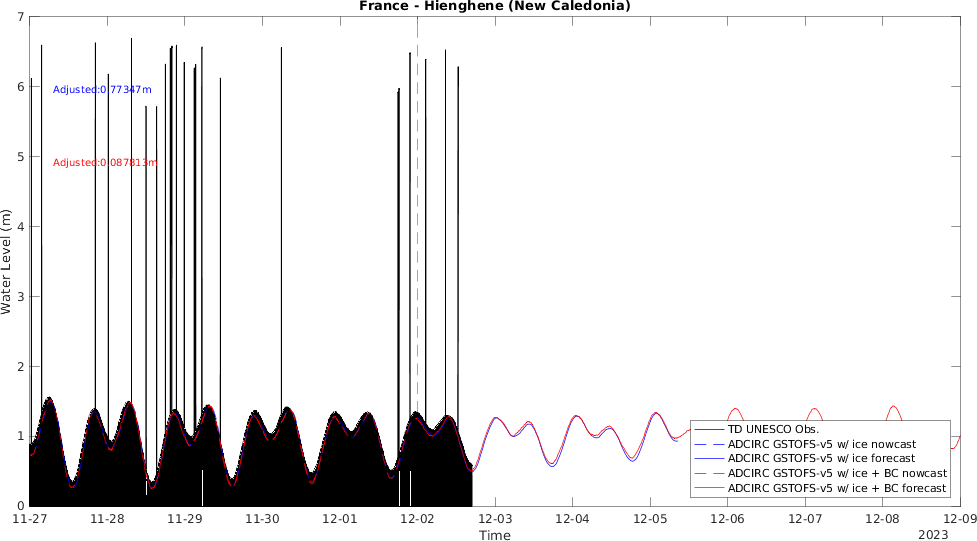 France - Hienghene (New Caledonia)
7
6
5
4
3
2
1
0
Water Level (m)
Adjusted:0.77347m
Adjusted:0.087813m
TD UNESCO Obs.
ADCIRC GSTOFS-v5 w/ ice nowcast
ADCIRC GSTOFS-v5 w/ ice forecast
ADCIRC GSTOFS-v5 w/ ice + BC nowcast
ADCIRC GSTOFS-v5 w/ ice + BC forecast
11-27 11-28 11-29 11-30 12-01 12-02 12-03 12-04 12-05 12-06 12-07 12-08 12-09
Time
2023